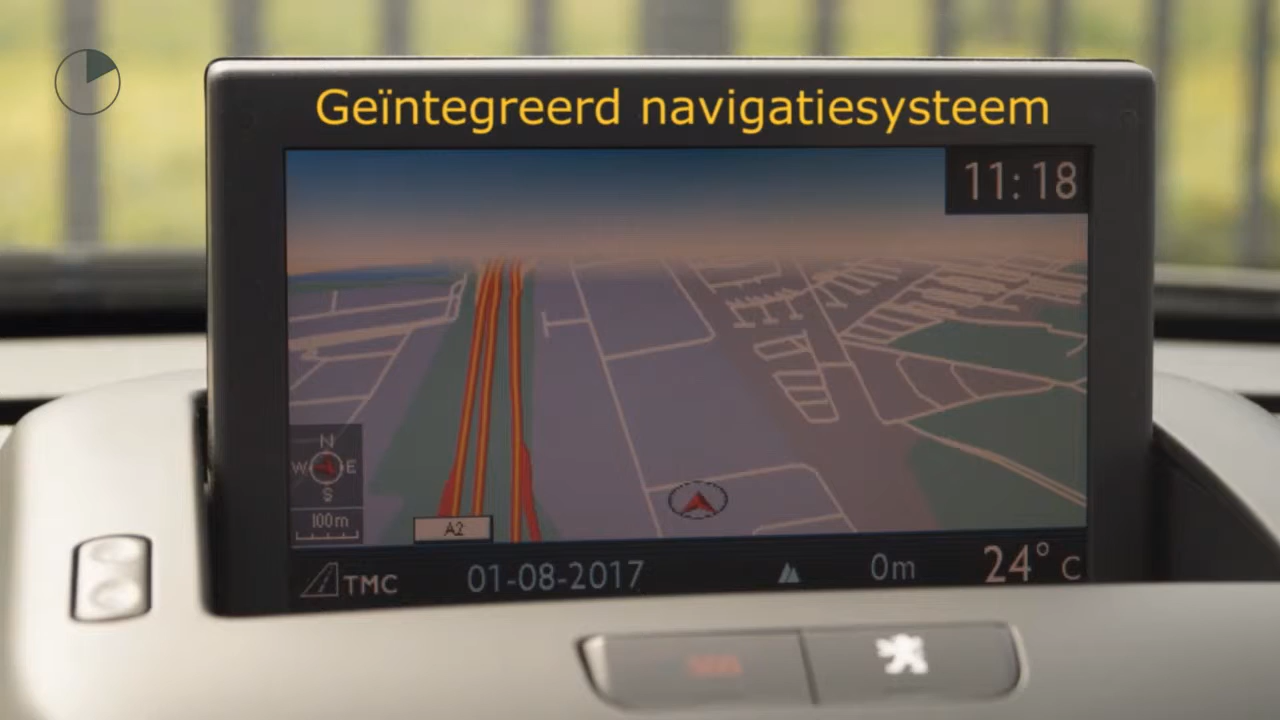 Geïntegreerd navigatiesysteem
11:18
N
W E
S
100m
A2
TMC 01-08-2017 0m 24° C